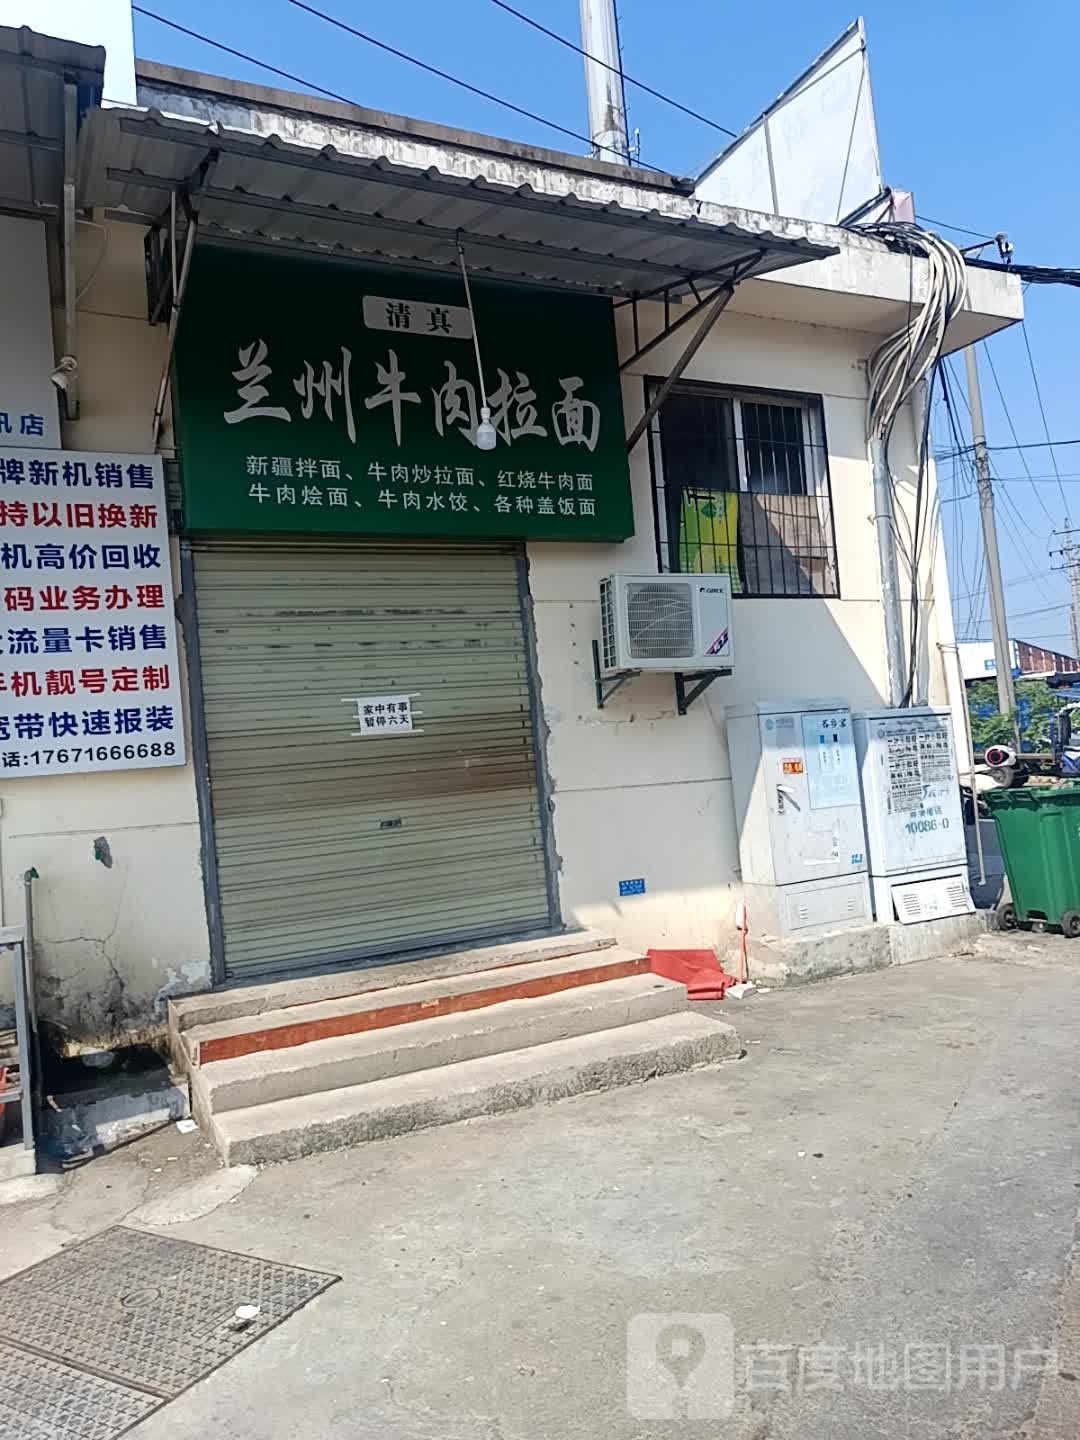 清真
兰州牛肉拉面
新疆拌面、牛肉炒拉面、红烧牛肉面
牛肉烩面、牛肉水饺、各种盖饭面
讯店
牌新机销售
持以旧换新
机高价回收
码业务办理
流量卡销售
手机靓号定制
宽带快速报装
话:17671666688
家中有事
暂停六天
GREE
10086-0
百度地图用户